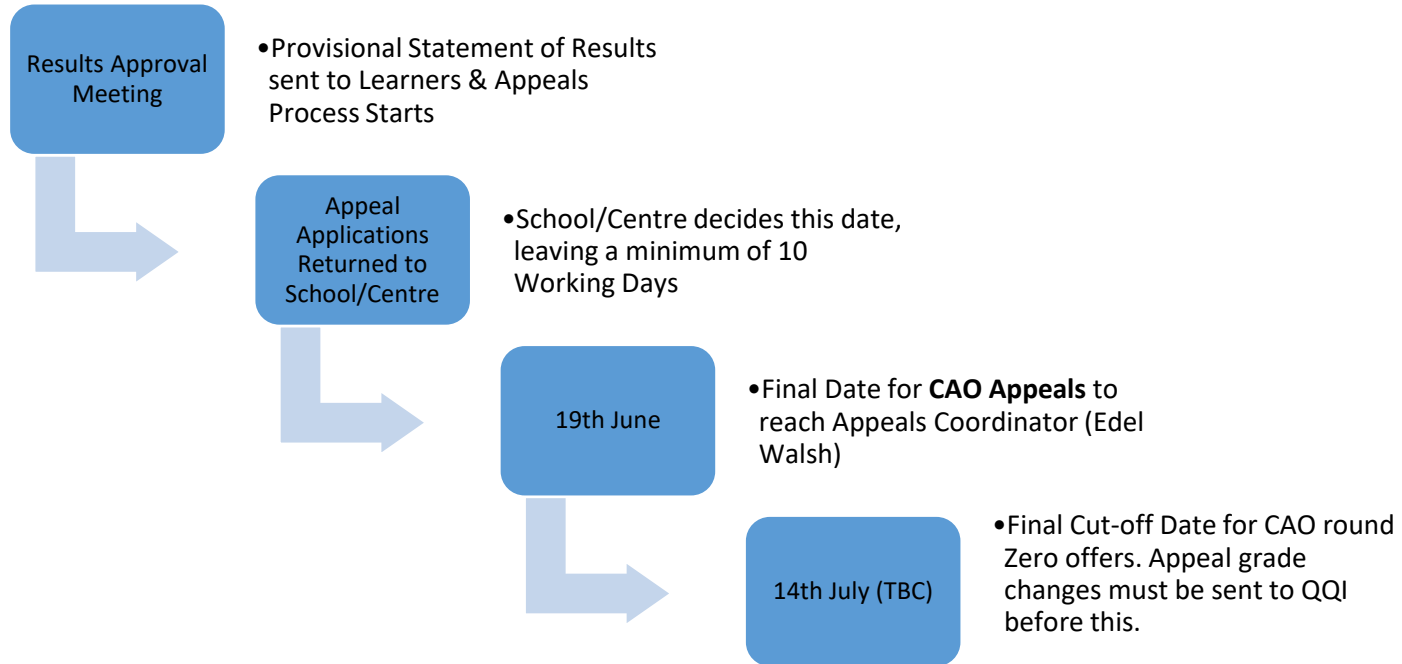 Results Approval
Meeting
•Provisional Statement of Results
sent to Learners & Appeals
Process Starts
Appeal
Applications
Returned to
School/Centre
•School/Centre decides this date,
leaving a minimum of 10
Working Days
19th June
•Final Date for CAO Appeals to
reach Appeals Coordinator (Edel
Walsh)
14th July (TBC)
•Final Cut-off Date for CAO round
Zero offers. Appeal grade
changes must be sent to QQI
before this.